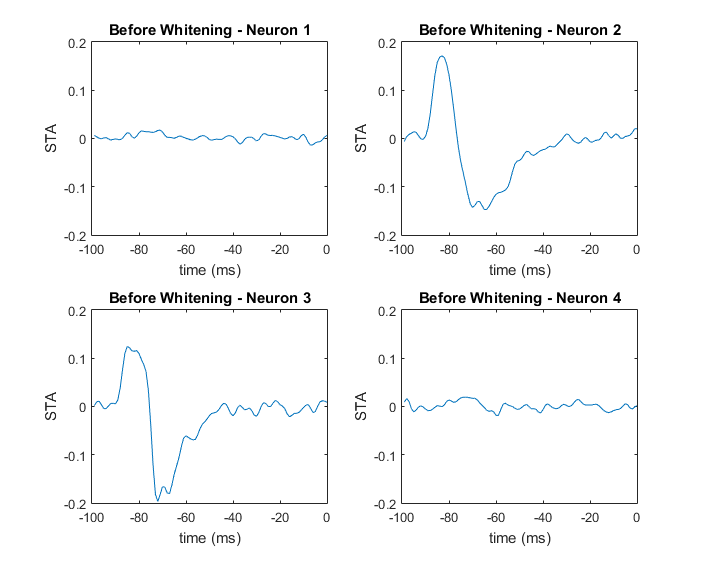 Before Whitening - Neuron 1
0.2
0.1
0
-0.1
-0.2
STA
-100 -80 -60 -40 -20 0
time (ms)
Before Whitening - Neuron 2
0.2
0.1
0
-0.1
-0.2
STA
-100 -80 -60 -40 -20 0
time (ms)
Before Whitening - Neuron 3
0.2
0.1
0
-0.1
-0.2
STA
-100 -80 -60 -40 -20 0
time (ms)
Before Whitening - Neuron 4
0.2
0.1
0
-0.1
-0.2
STA
-100 -80 -60 -40 -20 0
time (ms)